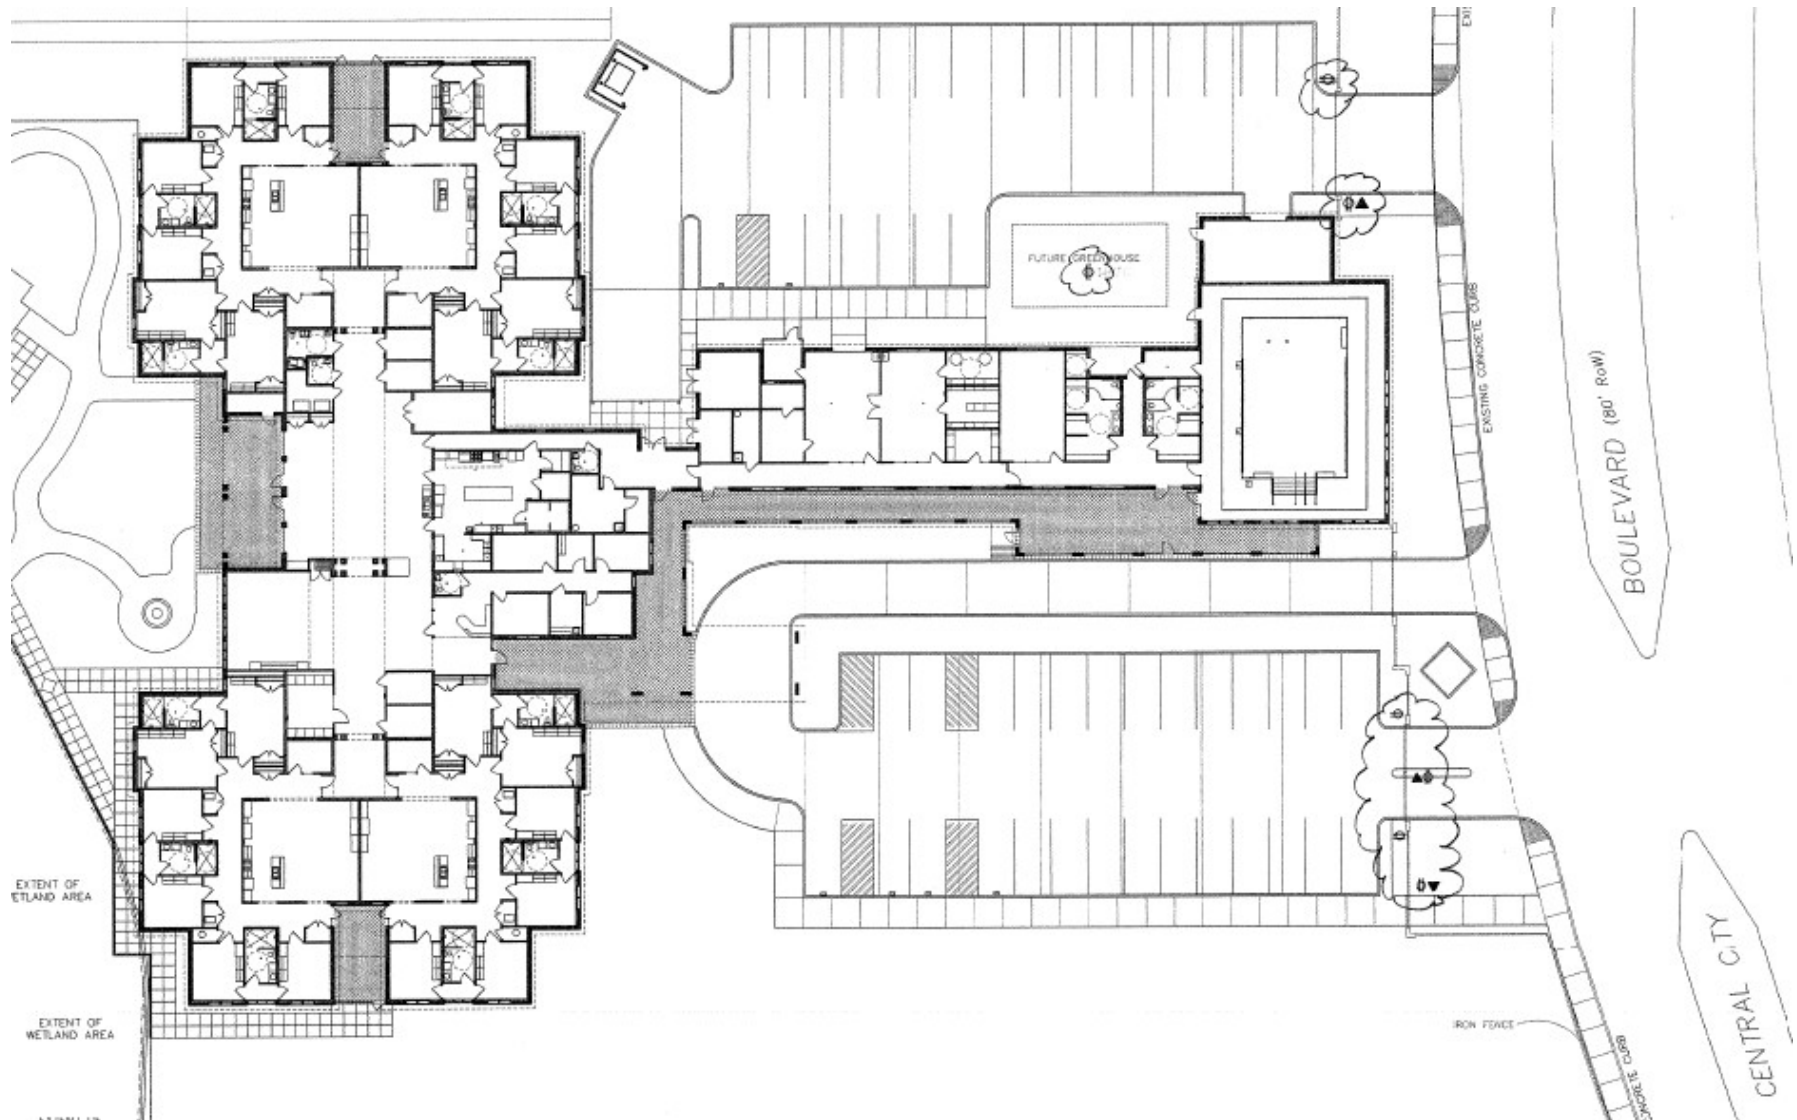 FUTURE GREENHOUSE
EXISTING CONCRETE CURB
BOULEVARD (80' RoW)
EXTENT OF
WETLAND AREA
CENTRAL CITY
IRON FENCE
EXTENT OF
WETLAND AREA